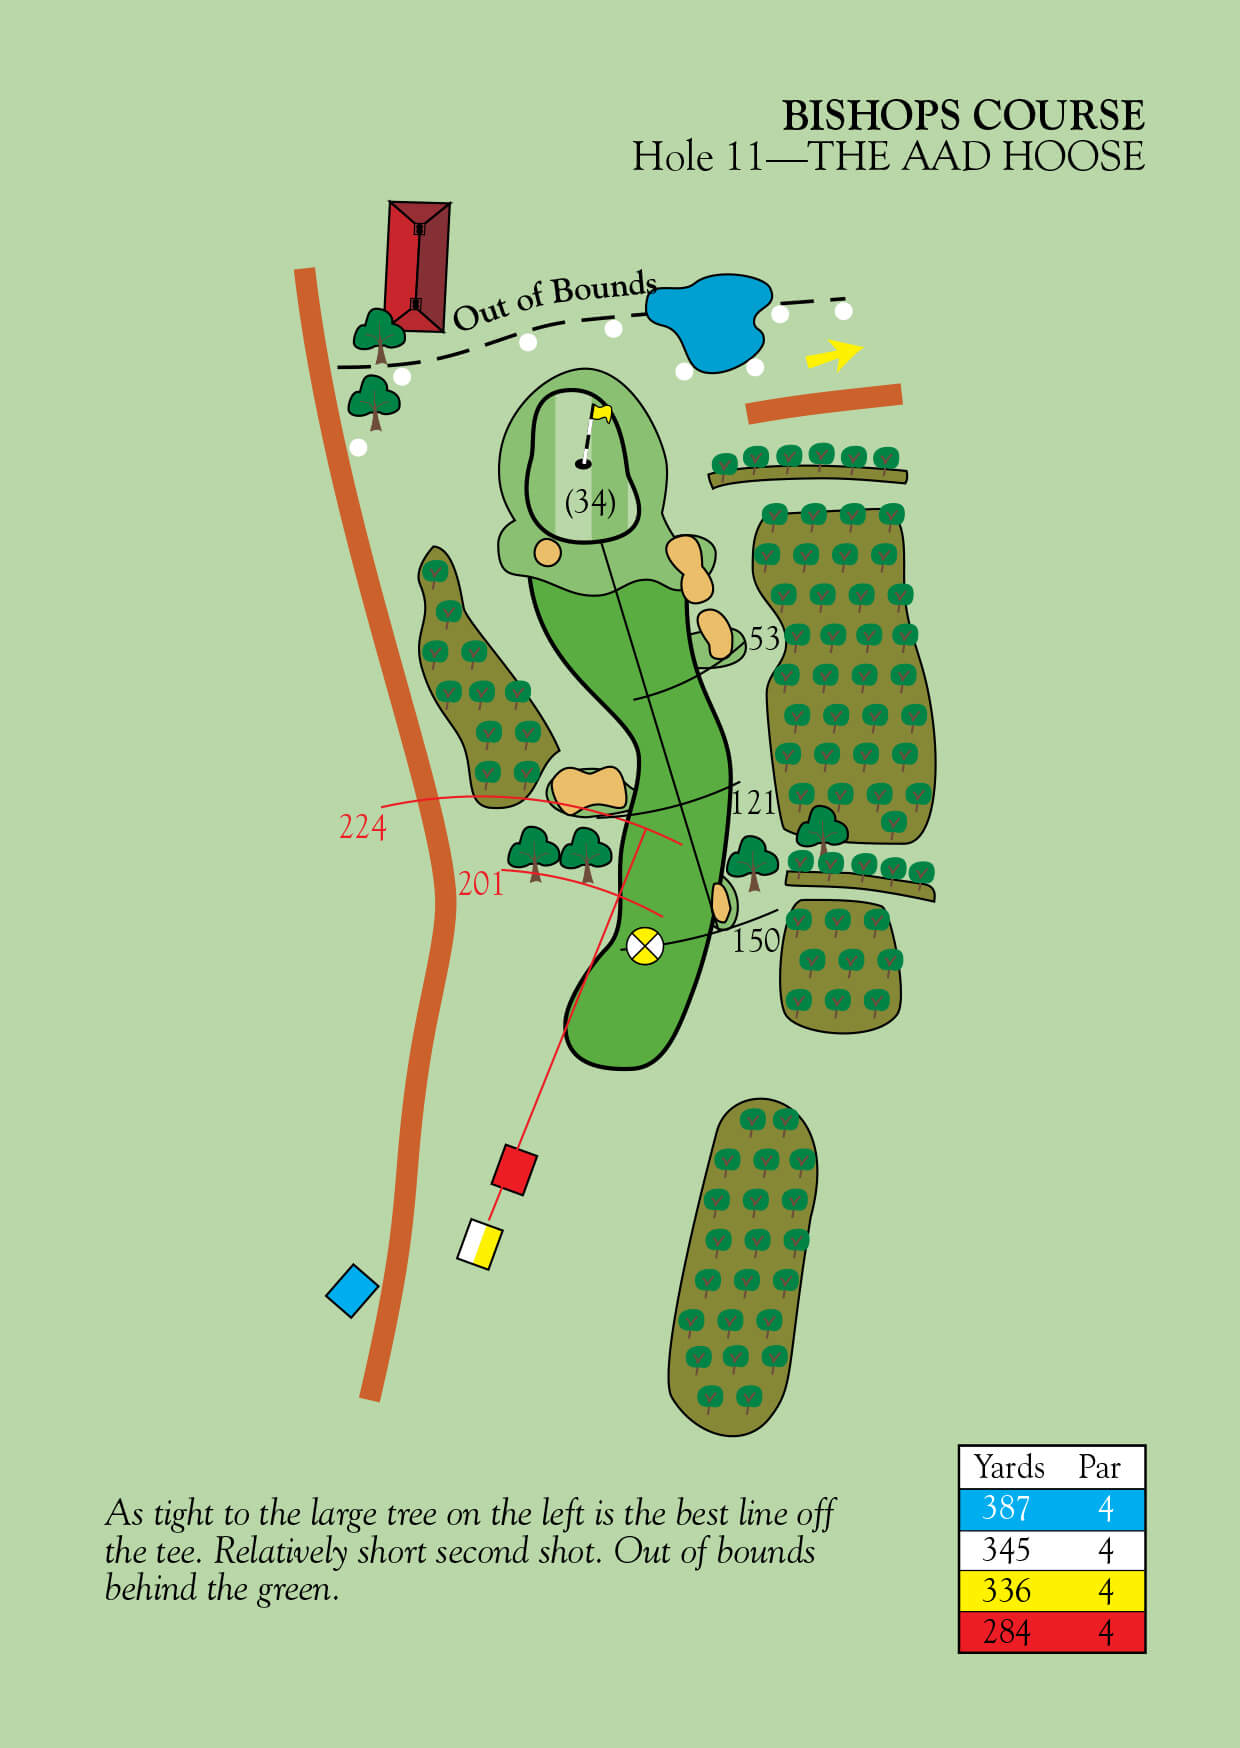 BISHOPS COURSE
Hole 11—THE AAD HOOSE
Out of Bounds
(34)
53
121
224
201
150
Yards Par
387 4
345 4
336 4
284 4
As tight to the large tree on the left is the best line off
the tee. Relatively short second shot. Out of bounds
behind the green.